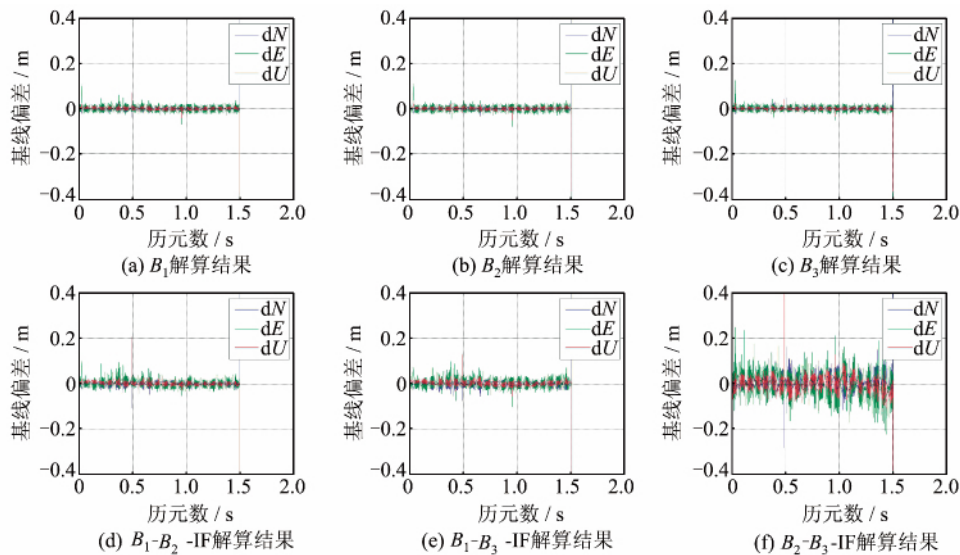 0.4
0.2
0
−0.2
−0.4
基线偏差 / m
dN
dE
dU
0
0.5
1.0
1.5
2.0
历元数 / s
(a) B₁解算结果
0.4
0.2
0
−0.2
−0.4
基线偏差 / m
dN
dE
dU
0
0.5
1.0
1.5
2.0
历元数 / s
(b) B₂解算结果
0.4
0.2
0
−0.2
−0.4
基线偏差 / m
dN
dE
dU
0
0.5
1.0
1.5
2.0
历元数 / s
(c) B₃解算结果
0.4
0.2
0
−0.2
−0.4
基线偏差 / m
dN
dE
dU
0
0.5
1.0
1.5
2.0
历元数 / s
(d) B₁-B₂ -IF解算结果
0.4
0.2
0
−0.2
−0.4
基线偏差 / m
dN
dE
dU
0
0.5
1.0
1.5
2.0
历元数 / s
(e) B₁-B₃ -IF解算结果
0.4
0.2
0
−0.2
−0.4
基线偏差 / m
dN
dE
dU
0
0.5
1.0
1.5
2.0
历元数 / s
(f) B₂-B₃-IF解算结果